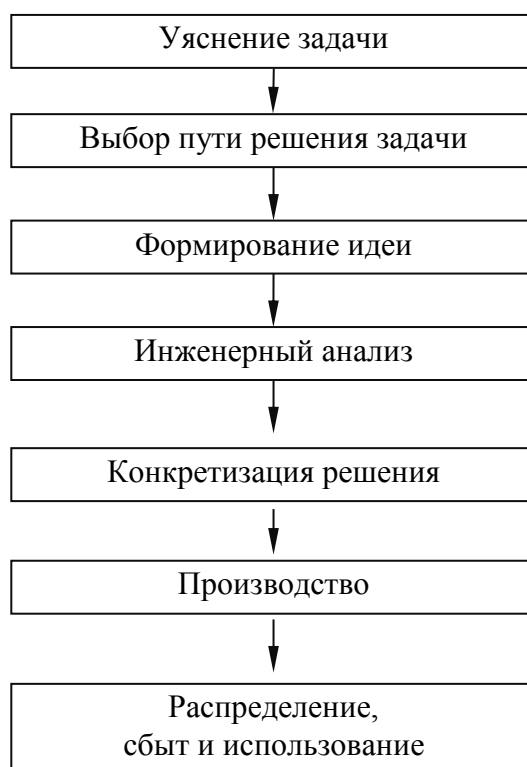 Уяснение задачи
Выбор пути решения задачи
Формирование идеи
Инженерный анализ
Конкретизация решения
Производство
Распределение,
сбыт и использование